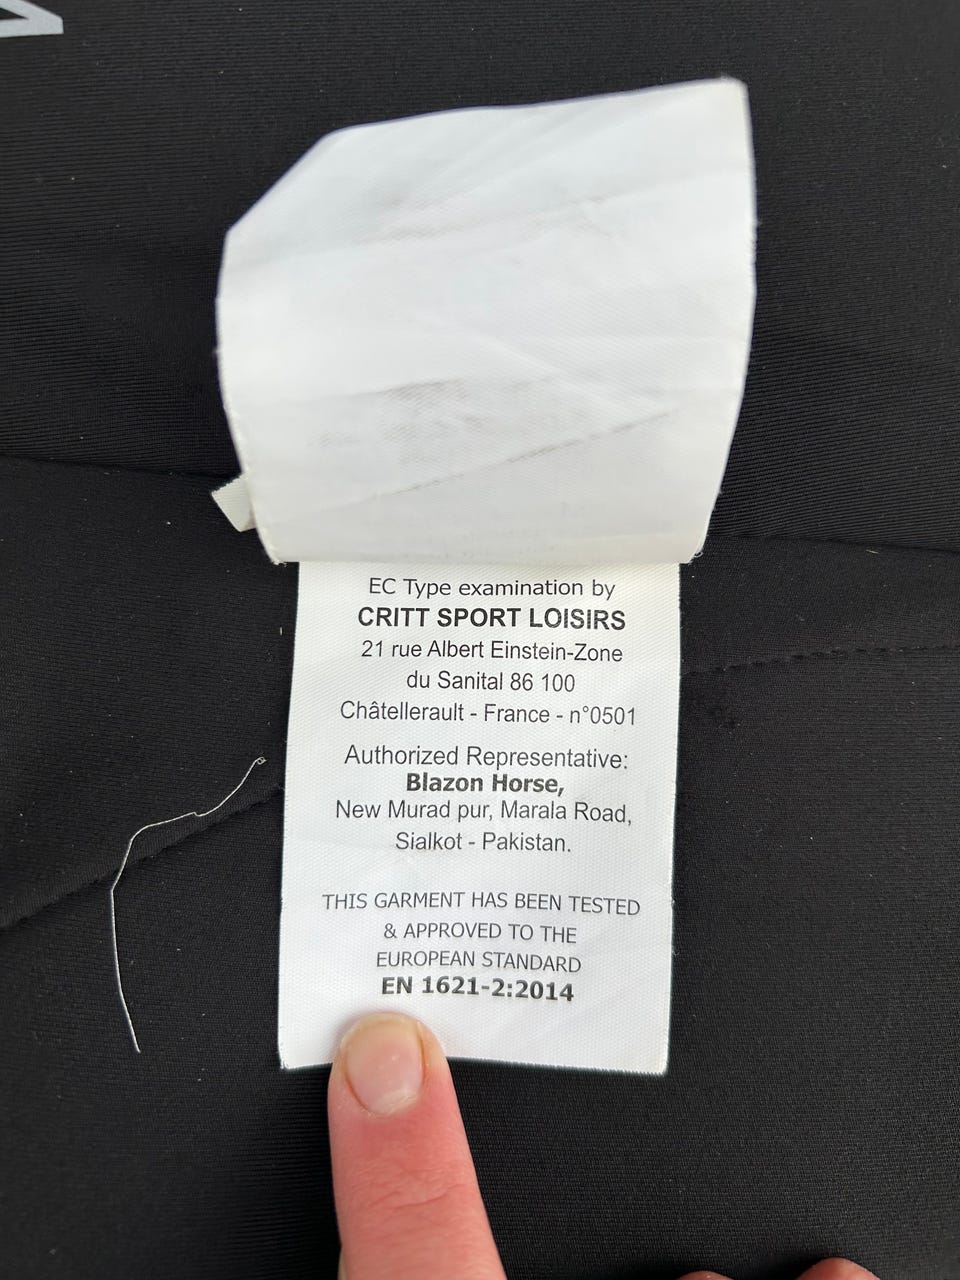 EC Type examination by
CRITT SPORT LOISIRS
21 rue Albert Einstein-Zone
du Sanital 86 100
Châtellerault - France - n°0501
Authorized Representative:
Blazon Horse,
New Murad pur, Marala Road,
Sialkot - Pakistan.
THIS GARMENT HAS BEEN TESTED
& APPROVED TO THE
EUROPEAN STANDARD
EN 1621-2:2014